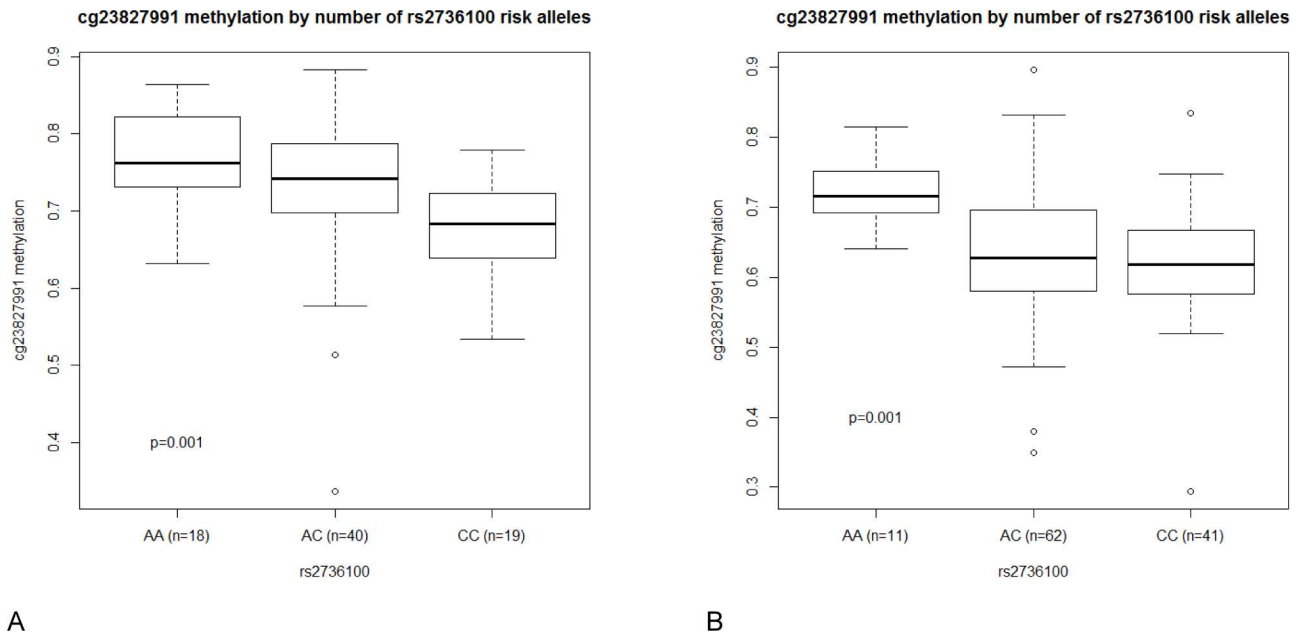 cg23827991 methylation by number of rs2736100 risk alleles
cg23827991 methylation
0.9
0.8
0.7
0.6
0.5
0.4
p=0.001
AA (n=18) AC (n=40) CC (n=19)
rs2736100
A
cg23827991 methylation by number of rs2736100 risk alleles
cg23827991 methylation
0.9
0.8
0.7
0.6
0.5
0.4
0.3
p=0.001
AA (n=11) AC (n=62) CC (n=41)
rs2736100
B